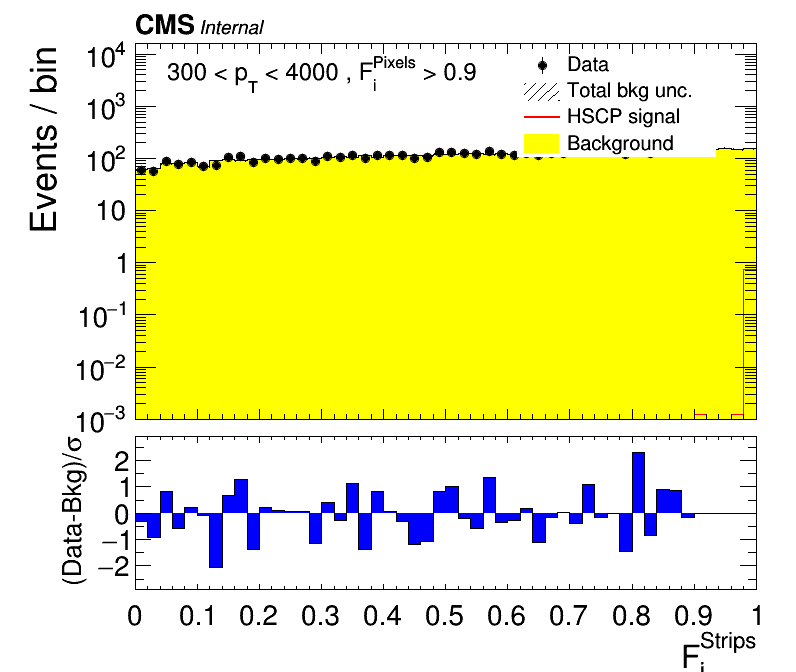 CMS Internal
300 < p_T < 4000 , F_i^Pixels > 0.9
Data
Total bkg unc.
HSCP signal
Background
Events / bin
10^4
10^3
10^2
10
1
10^−1
10^−2
10^−3
(Data-Bkg)/σ
2
1
0
−1
−2
0 0.1 0.2 0.3 0.4 0.5 0.6 0.7 0.8 0.9 1
F_i^Strips